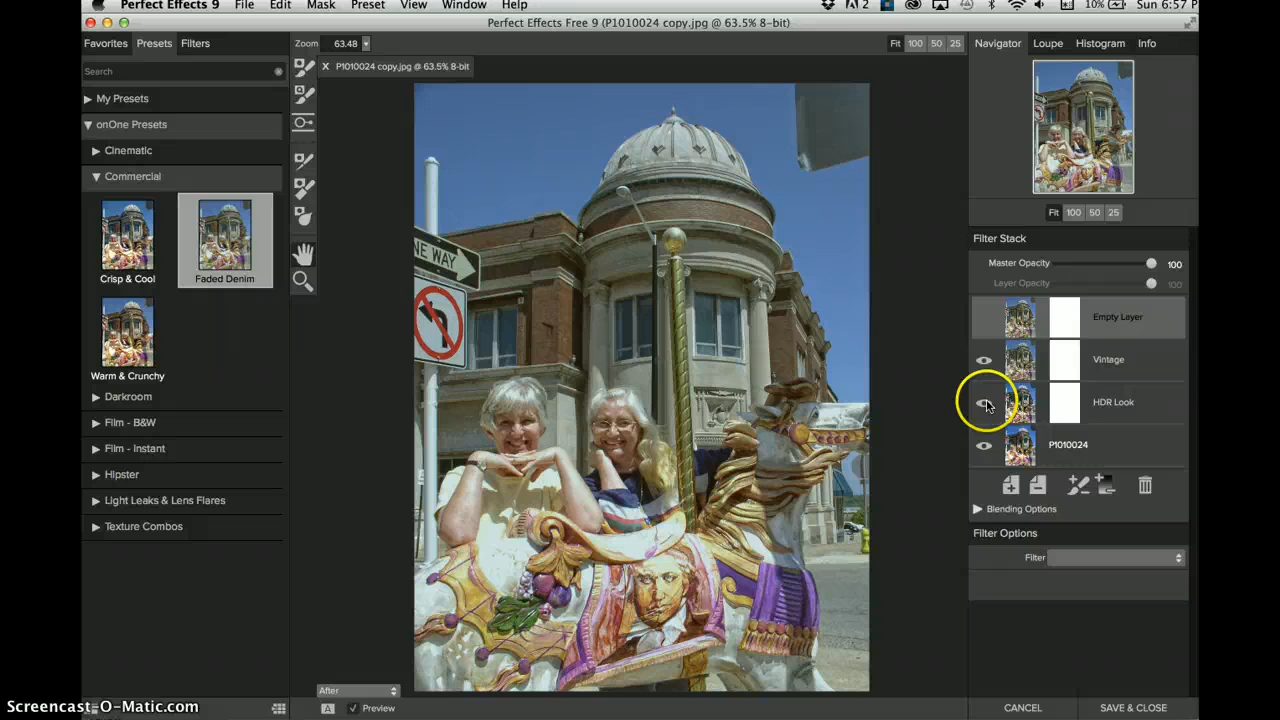 Perfect Effects 9 File Edit Mask Preset View Window Help 2 10% Sun 6:57 P
Perfect Effects Free 9 (P1010024 copy.jpg @ 63.5% 8-bit)
Favorites Presets Filters
Zoom 63.48
Fit 100 50 25
Navigator Loupe Histogram Info
Search
X P1010024 copy.jpg @ 63.5% 8-bit
My Presets
onOne Presets
Cinematic
Commercial
Crisp & Cool
Faded Denim
Warm & Crunchy
Darkroom
Film - B&W
Film - Instant
Hipster
Light Leaks & Lens Flares
Texture Combos
NE WAY
Fit 100 50 25
Filter Stack
Master Opacity 100
Layer Opacity 100
Empty Layer
Vintage
HDR Look
P1010024
Blending Options
Filter Options
Filter
After
A Preview
CANCEL SAVE & CLOSE
Screencast-O-Matic.com